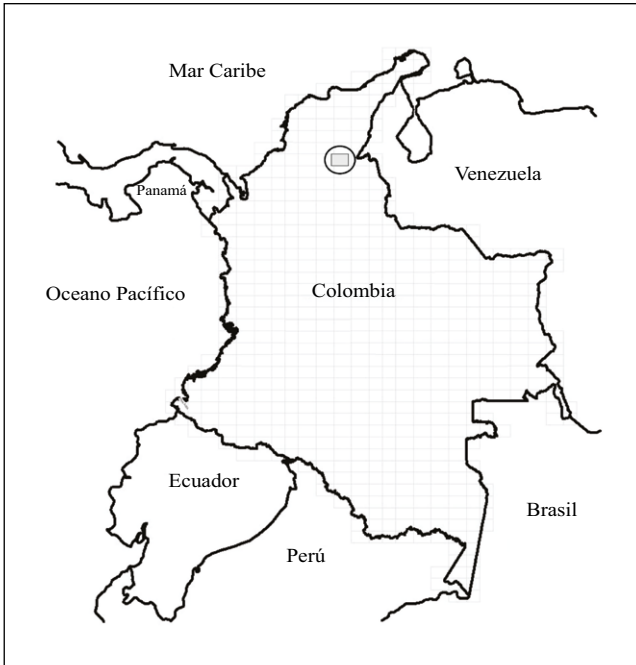 Mar Caribe
Panamá
Venezuela
Oceano Pacífico
Colombia
Ecuador
Brasil
Perú